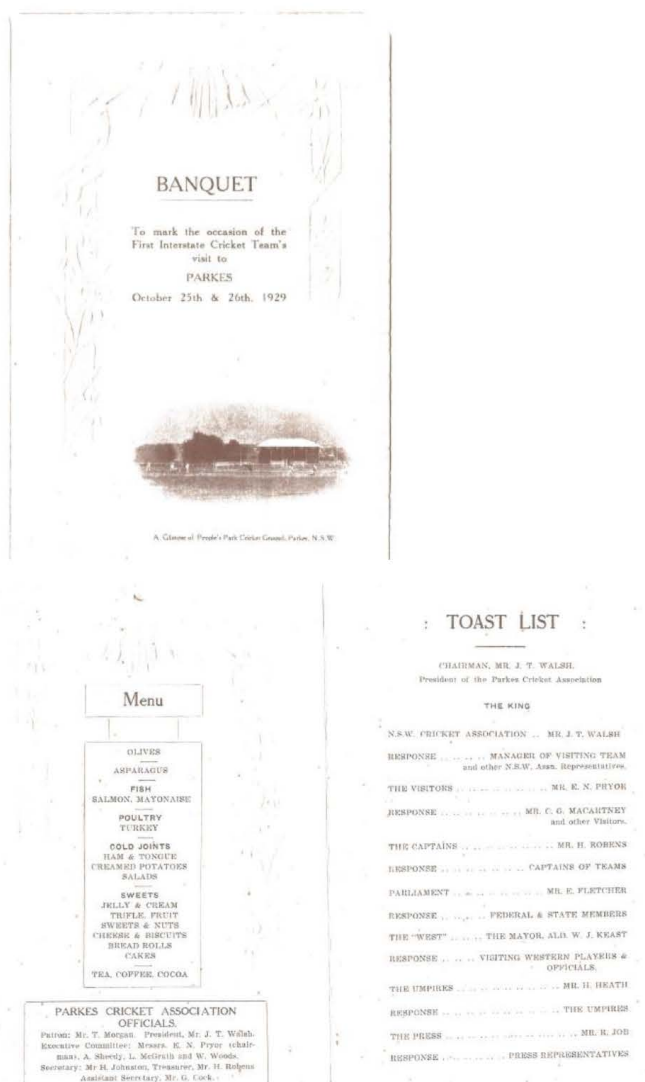 BANQUET
To mark the occasion of the
First Interstate Cricket Team's
visit to
PARKES
October 25th & 26th, 1929
A Glimpse of People's Park Cricket Ground, Parkes, N.S.W.
Menu
OLIVES
ASPARAGUS
FISH
SALMON, MAYONAISE
POULTRY
TURKEY
COLD JOINTS
HAM & TONGUE
CREAMED POTATOES
SALADS
SWEETS
JELLY & CREAM
TRIFLE, FRUIT
SWEETS & NUTS
CHEESE & BISCUITS
BREAD ROLLS
CAKES
TEA, COFFEE, COCOA
PARKES CRICKET ASSOCIATION
OFFICIALS.
Patron: Mr. T. Morgan. President, Mr. J. T. Walsh.
Executive Committee: Messrs. E. N. Pryor (chair-
man), A. Sheedy, L. McGrath and W. Woods.
Secretary: Mr H. Johnston, Treasurer, Mr. H. Robens
Assistant Secretary, Mr. G. Cock.
: TOAST LIST :
CHAIRMAN, MR. J. T. WALSH.
President of the Parkes Cricket Association
THE KING
N.S.W. CRICKET ASSOCIATION .. MR. J. T. WALSH
RESPONSE .. .. .. .. MANAGER OF VISITING TEAM
and other N.S.W. Assn. Representatives.
THE VISITORS .. .. .. .. .. .. MR. E. N. PRYOR
RESPONSE .. .. .. .. .. .. MR. C. G. MACARTNEY
and other Visitors.
THE CAPTAINS .. .. .. .. .. .. MR. H. ROBENS
RESPONSE .. .. .. .. .. .. CAPTAINS OF TEAMS
PARLIAMENT .. .. .. .. .. .. MR. E. FLETCHER
RESPONSE .. .. .. FEDERAL & STATE MEMBERS
THE "WEST" .. .. .. THE MAYOR, ALD. W. J. KEAST
RESPONSE .. .. .. VISITING WESTERN PLAYERS &
OFFICIALS.
THE UMPIRES .. .. .. .. .. .. MR. H. HEATH
RESPONSE .. .. .. .. .. .. THE UMPIRES
THE PRESS .. .. .. .. .. .. MR. R. JOB
RESPONSE .. .. .. .. .. PRESS REPRESENTATIVES